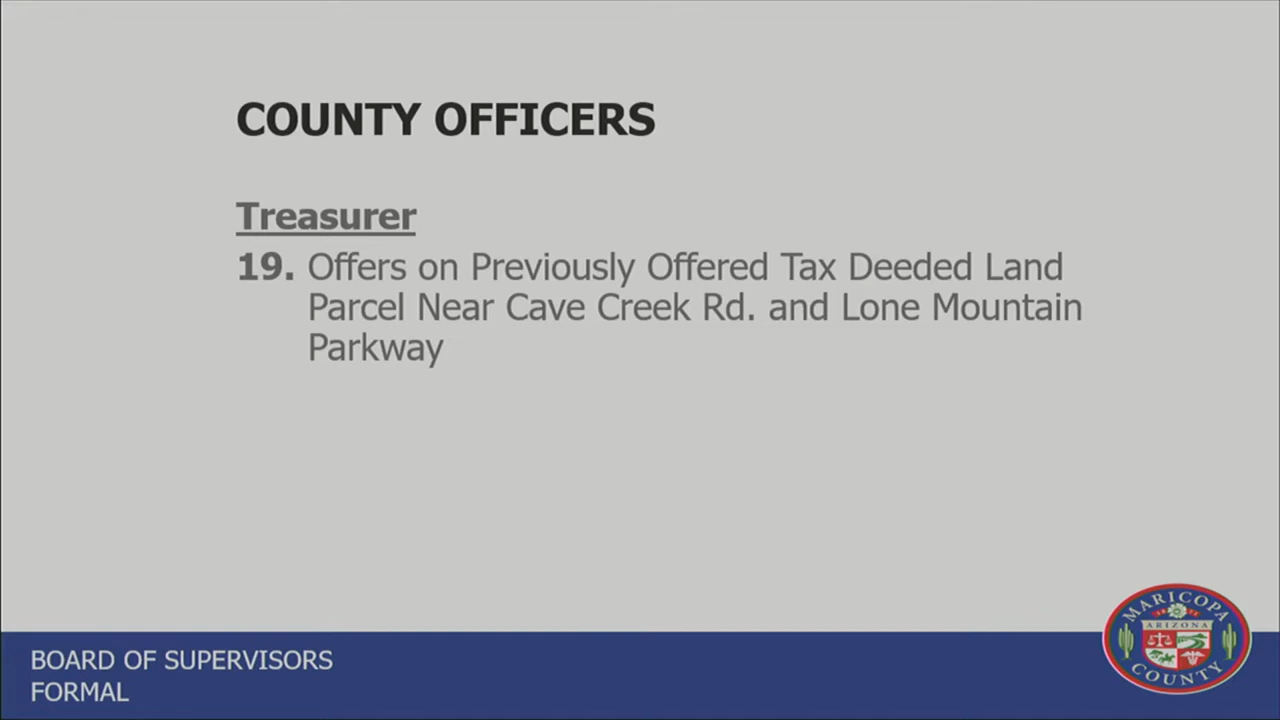 COUNTY OFFICERS
Treasurer
19. Offers on Previously Offered Tax Deeded Land
Parcel Near Cave Creek Rd. and Lone Mountain
Parkway
BOARD OF SUPERVISORS
FORMAL
MARICOPA
ARIZONA
COUNTY